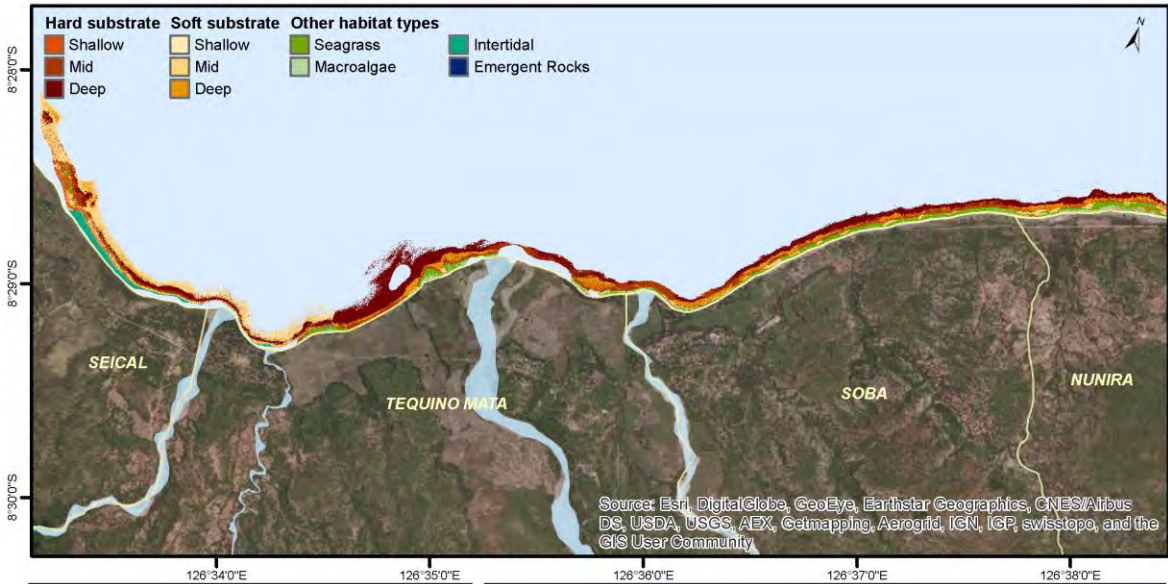 Hard substrate Soft substrate Other habitat types
Shallow Shallow Seagrass Intertidal
Mid Mid Macroalgae Emergent Rocks
Deep Deep
N
8°28'0"S
8°29'0"S
8°30'0"S
SEICAL
TEQUINO MATA
SOBA
NUNIRA
Source: Esri, DigitalGlobe, GeoEye, Earthstar Geographics, CNES/Airbus
DS, USDA, USGS, AEX, Getmapping, Aerogrid, IGN, IGP, swisstopo, and the
GIS User Community
126°34'0"E 126°35'0"E 126°36'0"E 126°37'0"E 126°38'0"E